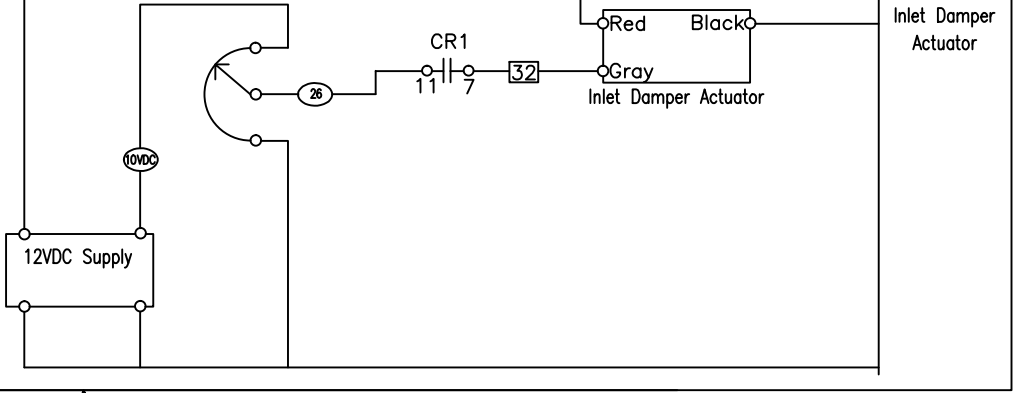 Red Black
Inlet Damper
Actuator
CR1
11 7
32
Gray
Inlet Damper Actuator
26
10VDC
12VDC Supply